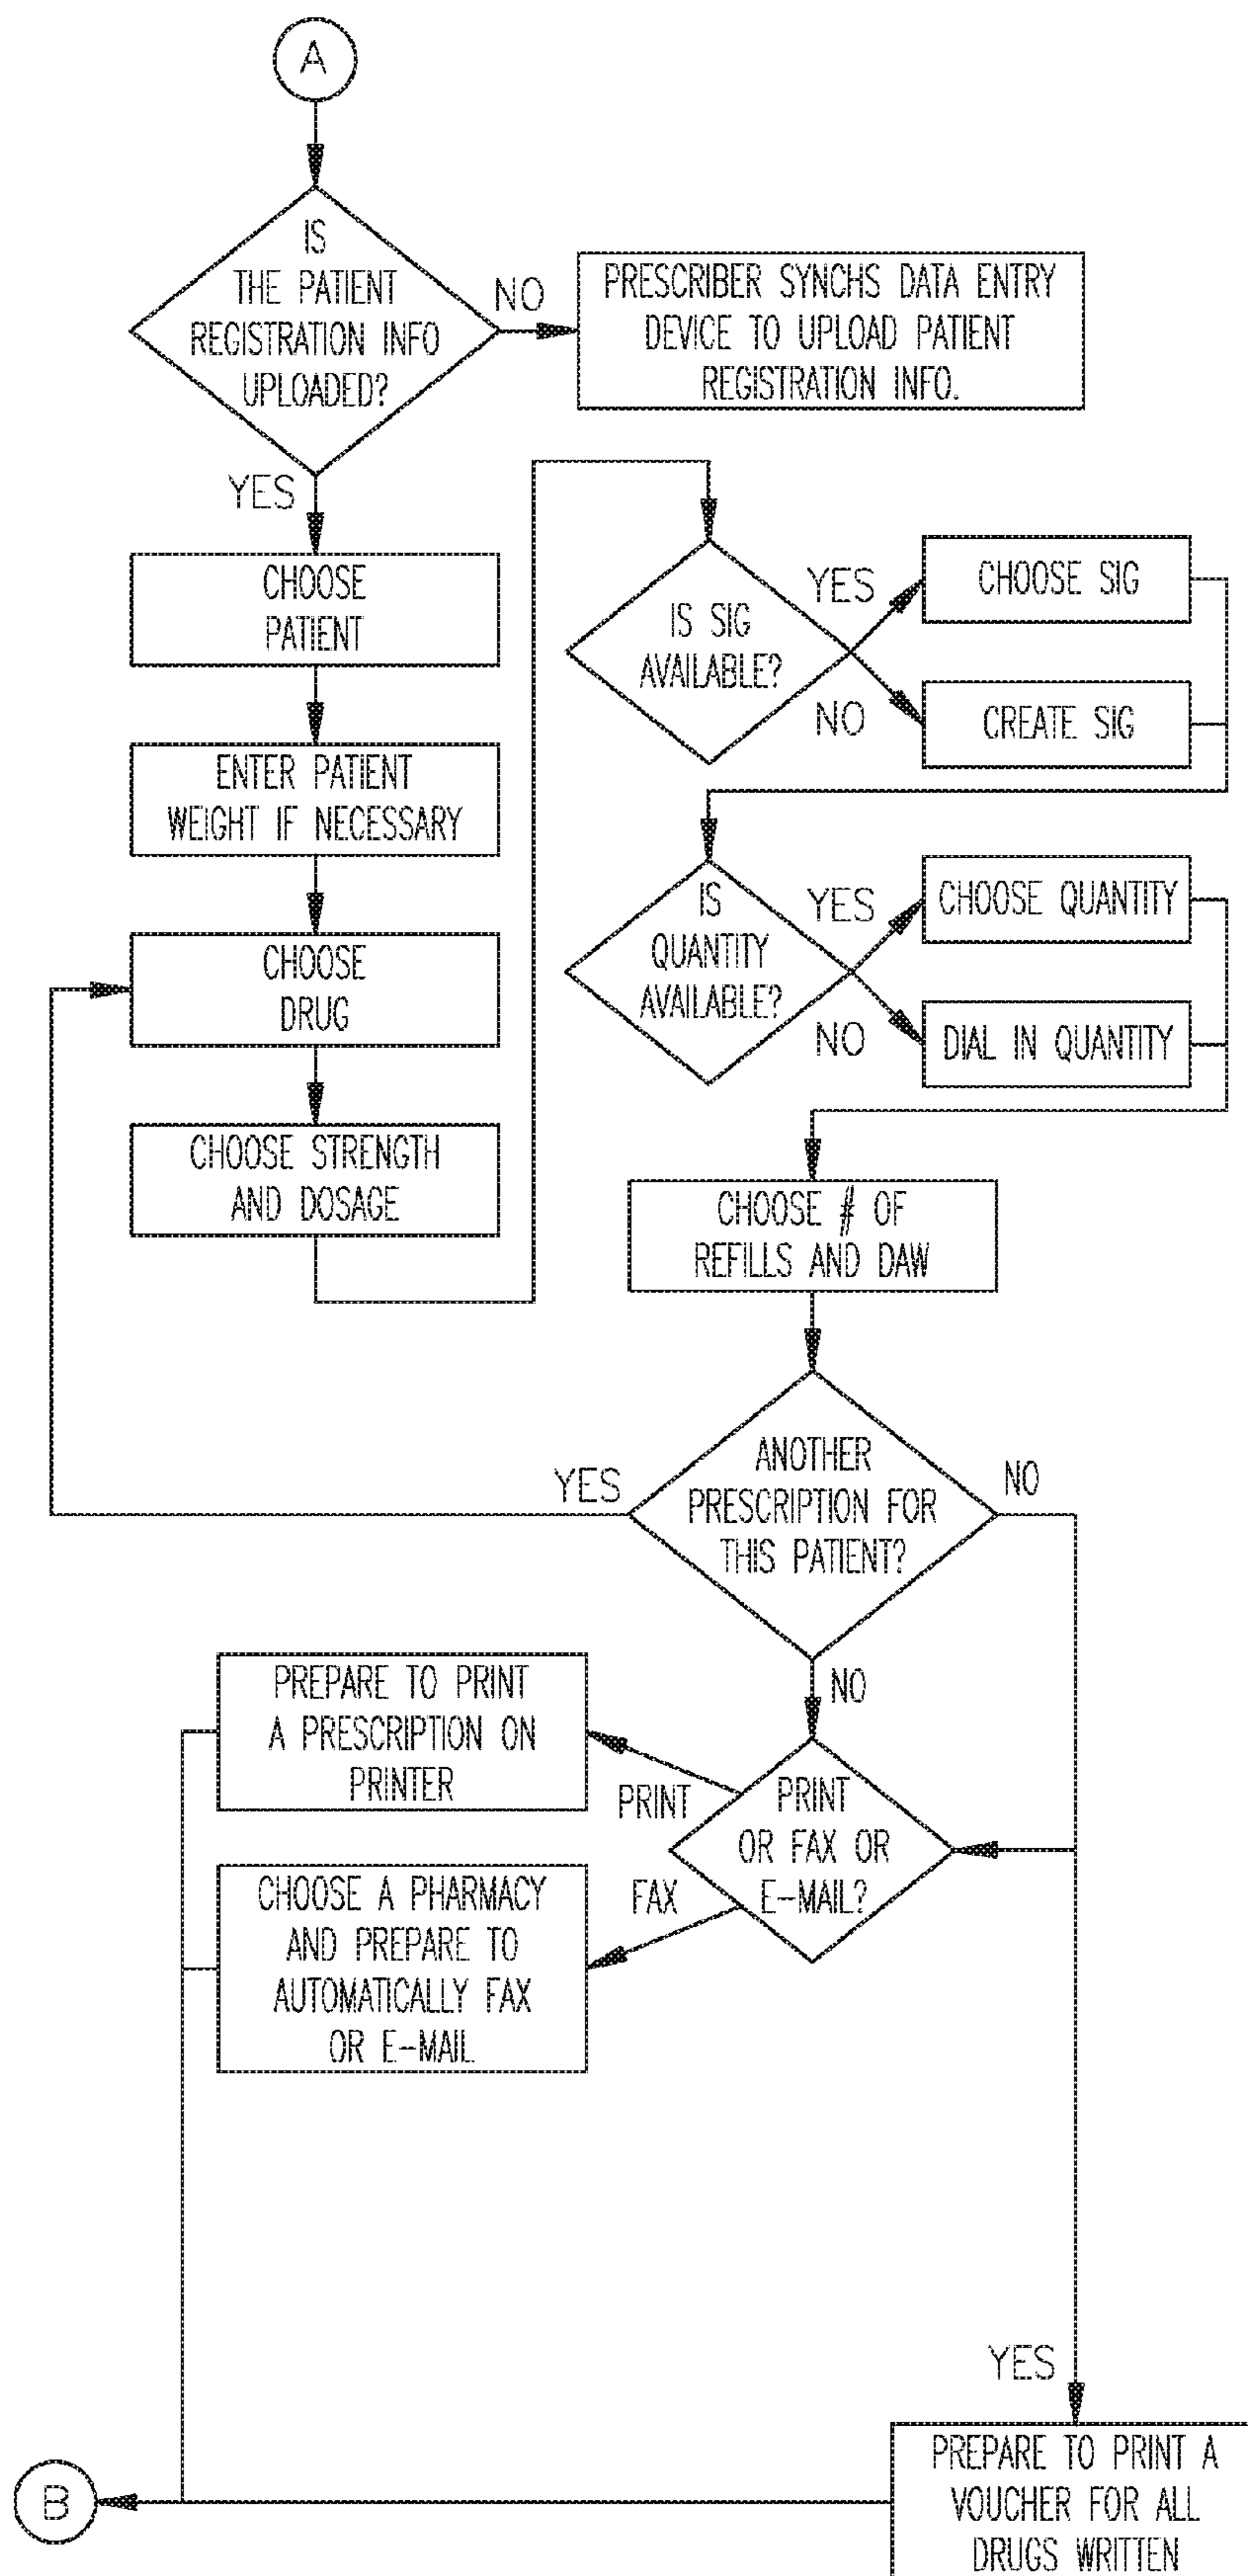 A
IS
THE PATIENT
REGISTRATION INFO
UPLOADED?
NO
PRESCRIBER SYNCHS DATA ENTRY
DEVICE TO UPLOAD PATIENT
REGISTRATION INFO.
YES
CHOOSE
PATIENT
ENTER PATIENT
WEIGHT IF NECESSARY
CHOOSE
DRUG
CHOOSE STRENGTH
AND DOSAGE
IS SIG
AVAILABLE?
YES
CHOOSE SIG
NO
CREATE SIG
IS
QUANTITY
AVAILABLE?
YES
CHOOSE QUANTITY
NO
DIAL IN QUANTITY
CHOOSE # OF
REFILLS AND DAW
ANOTHER
PRESCRIPTION FOR
THIS PATIENT?
YES
NO
NO
PRINT
OR FAX OR
E-MAIL?
PRINT
PREPARE TO PRINT
A PRESCRIPTION ON
PRINTER
FAX
CHOOSE A PHARMACY
AND PREPARE TO
AUTOMATICALLY FAX
OR E-MAIL
YES
PREPARE TO PRINT A
VOUCHER FOR ALL
DRUGS WRITTEN
B